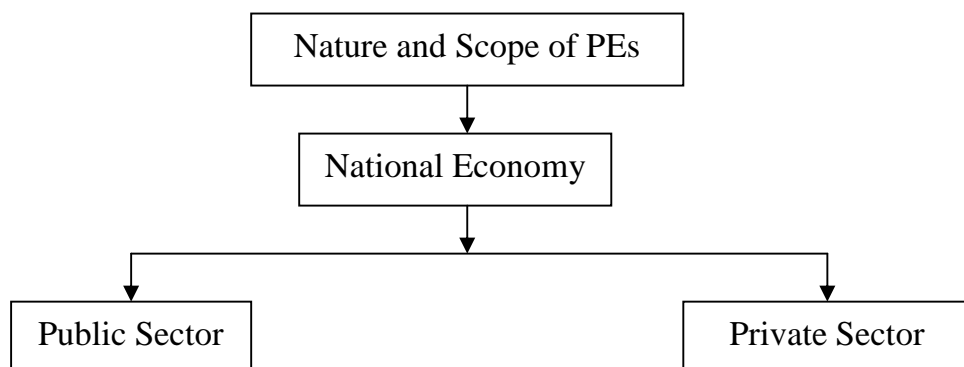 Nature and Scope of PEs
National Economy
Public Sector
Private Sector